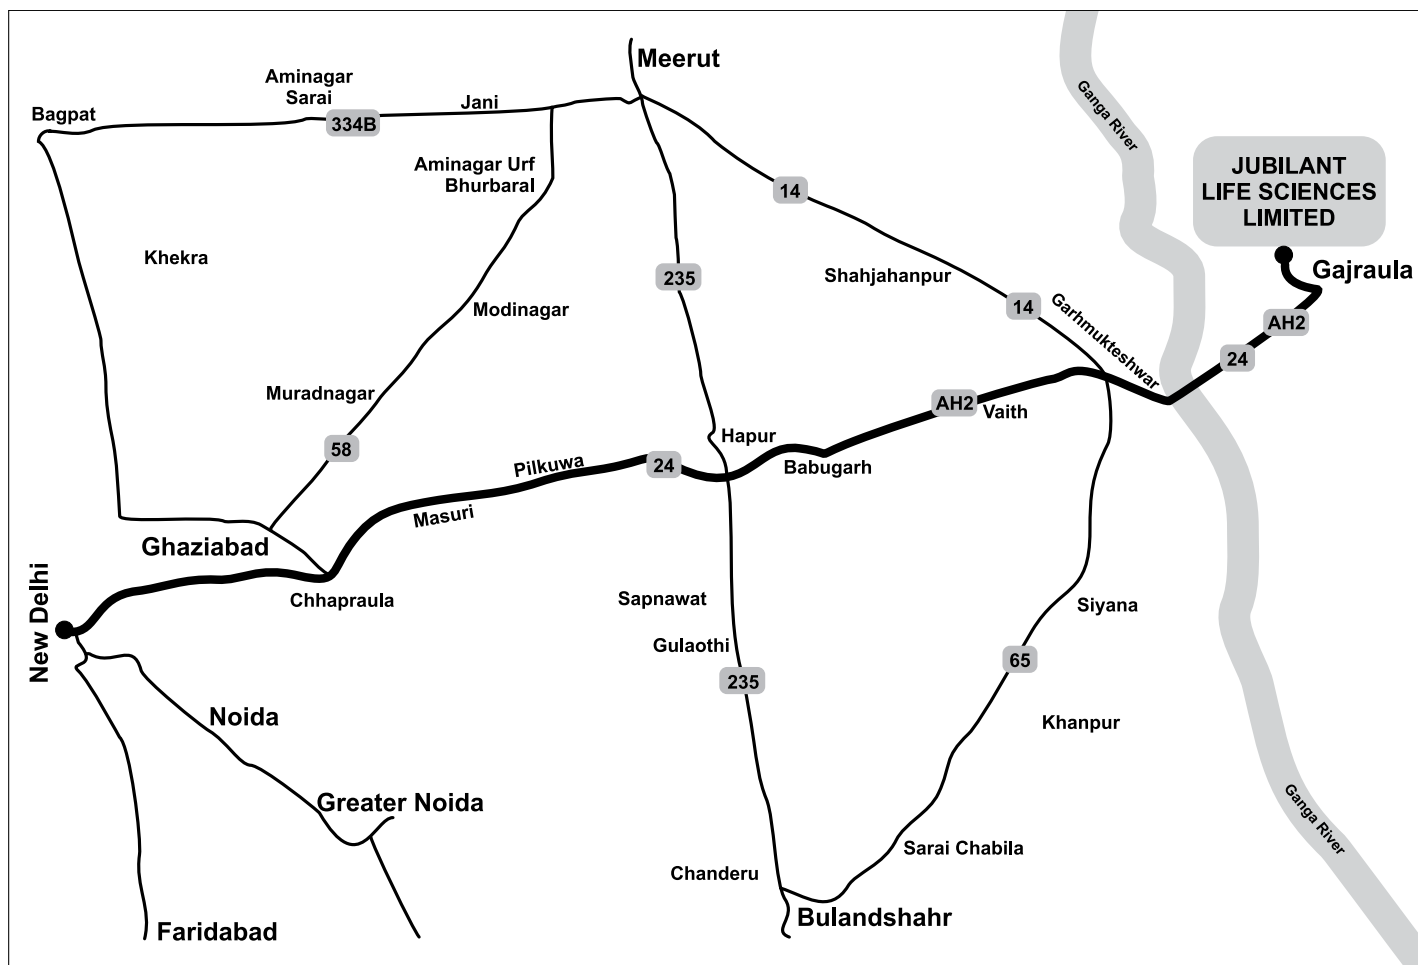 Meerut
Aminagar
Sarai
Jani
Bagpat
334B
Ganga River
Aminagar Urf
Bhurbaral
14
JUBILANT
LIFE SCIENCES
LIMITED
Khekra
235
Shahjahanpur
Gajraula
Modinagar
14
Garhmukteshwar
AH2
24
Muradnagar
AH2
Vaith
58
Hapur
Pilkuwa
24
Babugarh
Masuri
Ghaziabad
Chhapraula
New Delhi
Sapnawat
Siyana
Gulaothi
65
235
Noida
Khanpur
Greater Noida
Ganga River
Sarai Chabila
Chanderu
Bulandshahr
Faridabad